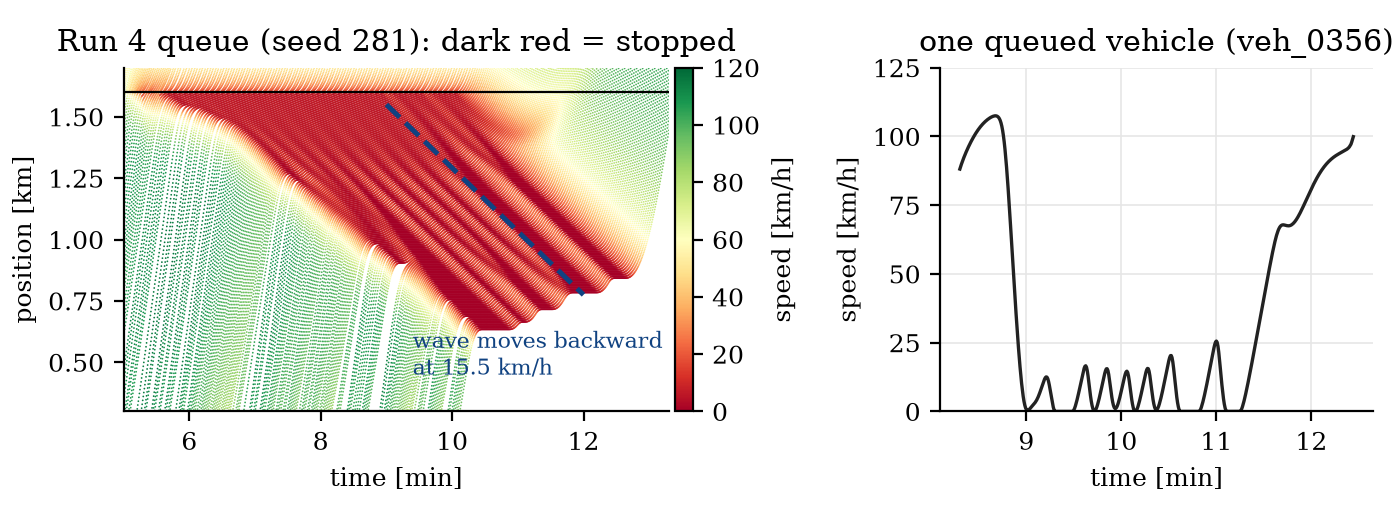 Run 4 queue (seed 281): dark red = stopped
one queued vehicle (veh_0356)
position [km]
1.50
1.25
1.00
0.75
0.50
6
8
10
12
time [min]
wave moves backward
at 15.5 km/h
120
100
80
60
40
20
0
speed [km/h]
speed [km/h]
125
100
75
50
25
0
9
10
11
12
time [min]